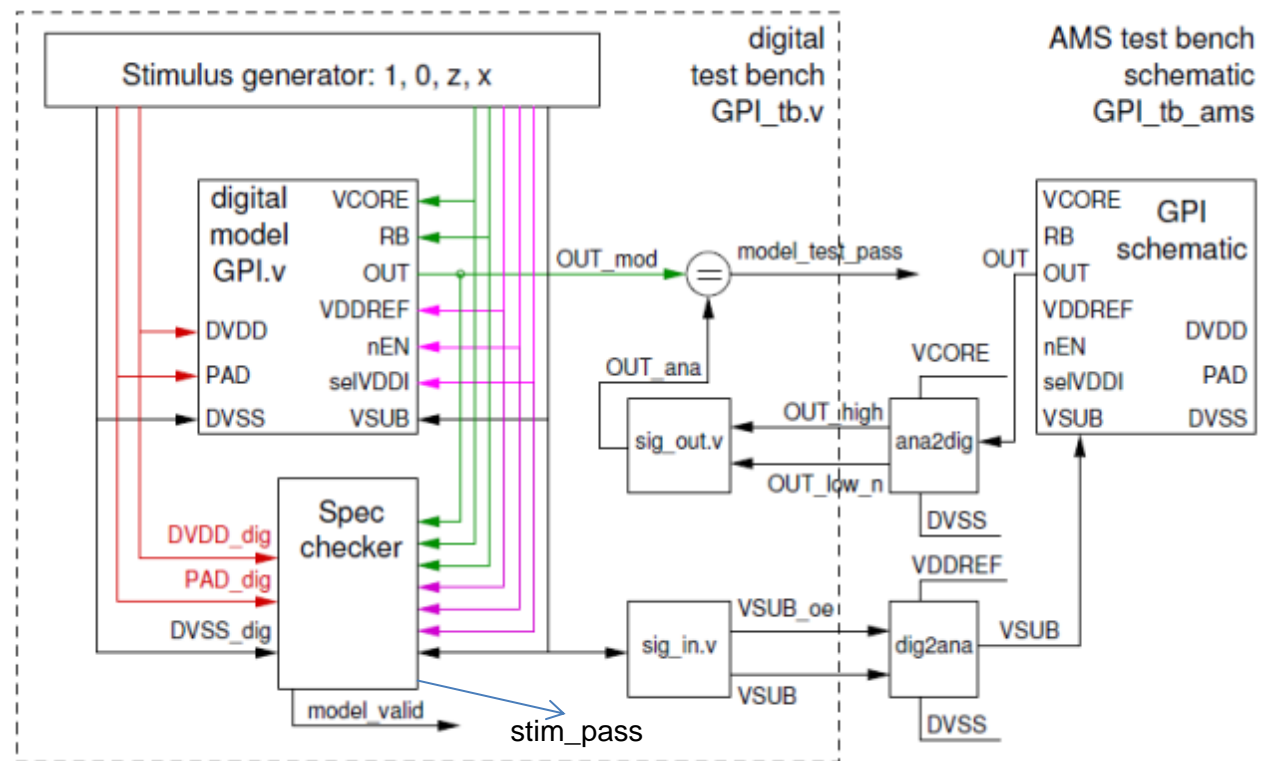 Stimulus generator: 1, 0, z, x
digital
test bench
GPI_tb.v
AMS test bench
schematic
GPI_tb_ams
digital
model
GPI.v
VCORE
RB
OUT
VDDREF
nEN
selVDDI
VSUB
DVDD
PAD
DVSS
OUT_mod
=
model_test_pass
OUT
VCORE
RB
OUT
VDDREF
nEN
selVDDI
VSUB
GPI
schematic
DVDD
PAD
DVSS
OUT_ana
sig_out.v
OUT_high
OUT_low_n
VCORE
ana2dig
DVSS
Spec
checker
DVDD_dig
PAD_dig
DVSS_dig
model_valid
stim_pass
sig_in.v
VSUB_oe
VSUB
VDDREF
dig2ana
DVSS
VSUB